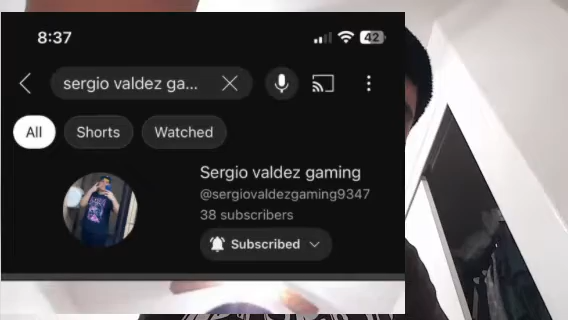 8:37
42
sergio valdez ga...
All
Shorts
Watched
Sergio valdez gaming
@sergiovaldezgaming9347
38 subscribers
Subscribed